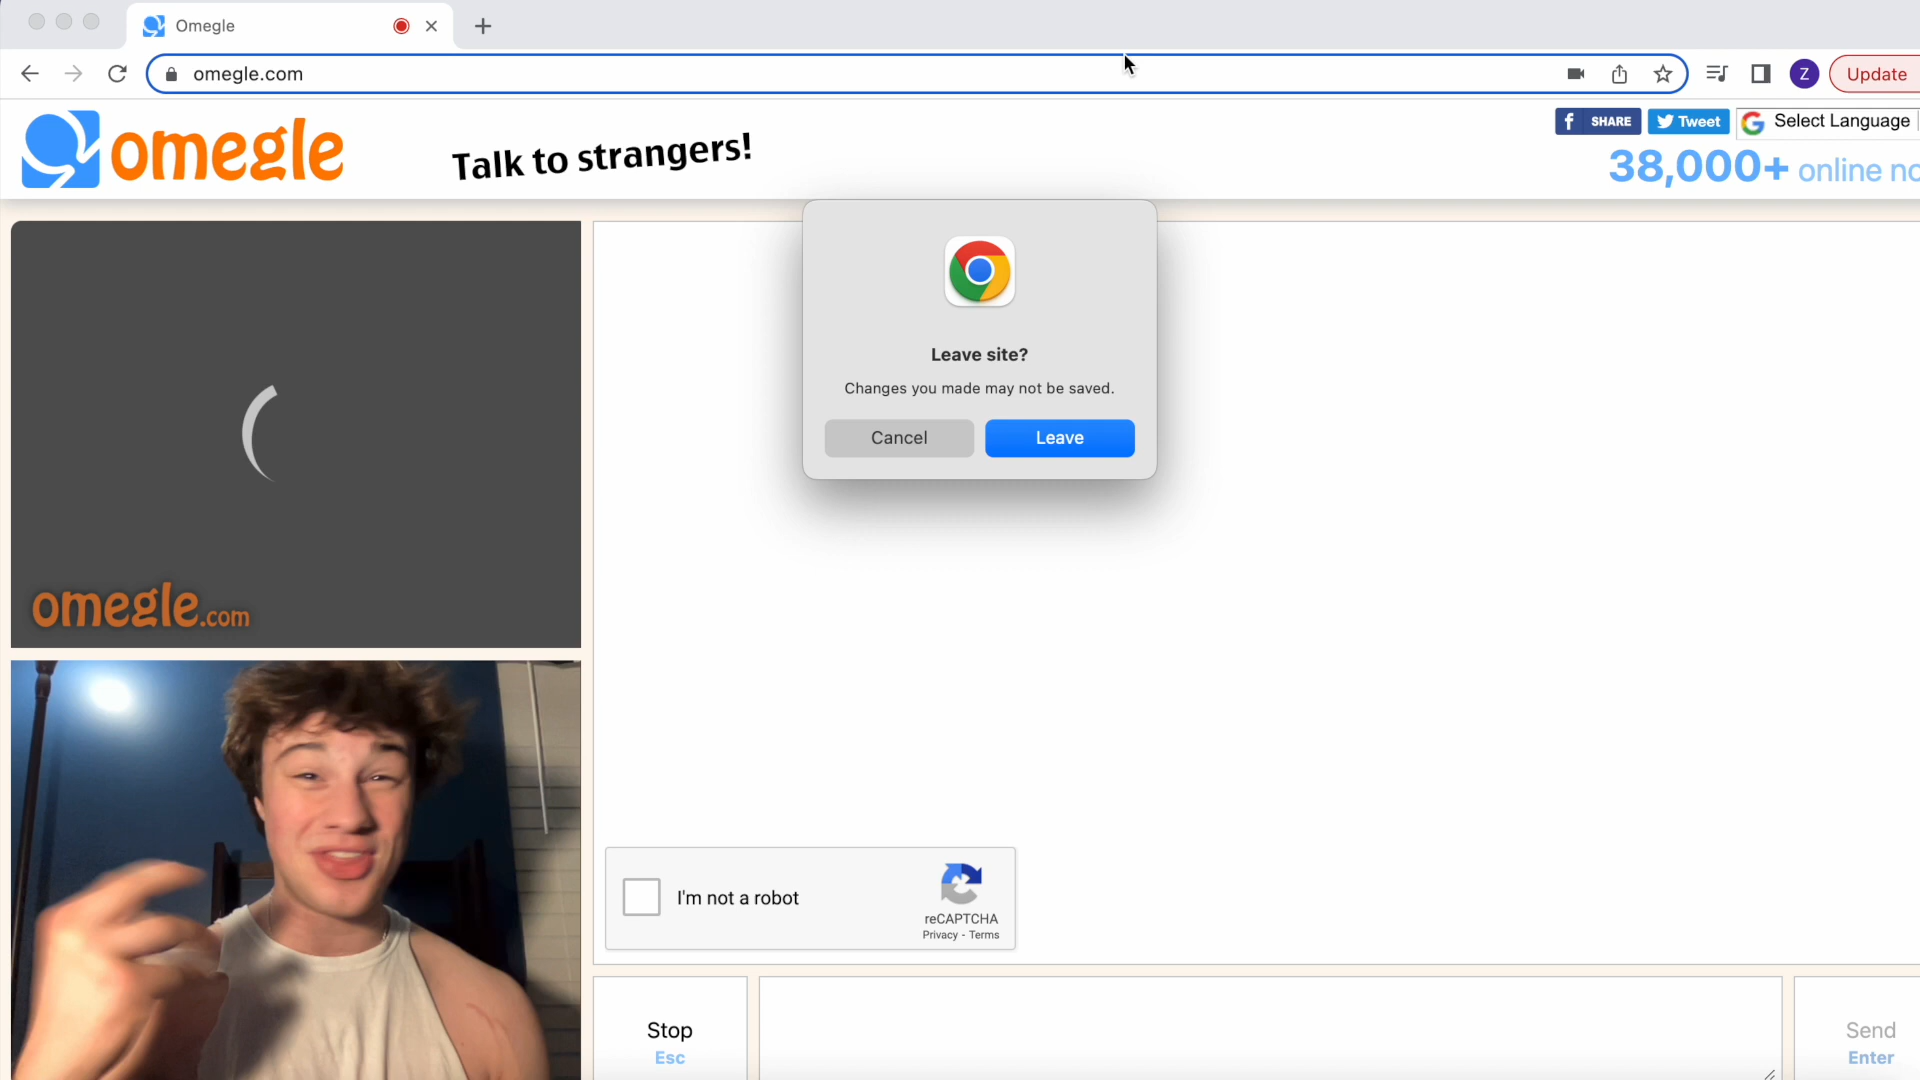 Omegle
omegle.com
Z
Update
omegle
Talk to strangers!
f SHARE
Tweet
G Select Language
38,000+ online no
Leave site?
Changes you made may not be saved.
Cancel
Leave
omegle.com
I'm not a robot
reCAPTCHA
Privacy - Terms
Stop
Esc
Send
Enter